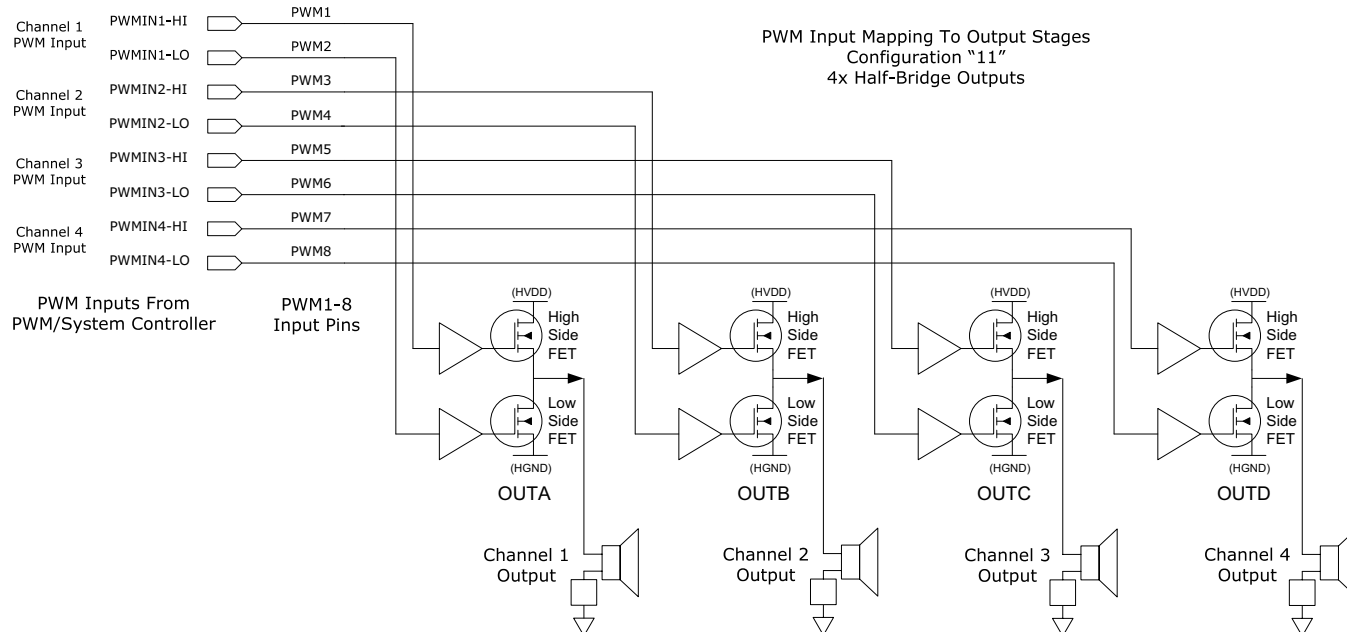 PWM Input Mapping To Output Stages
Configuration “11”
4x Half-Bridge Outputs
Channel 1
PWM Input
PWMIN1-HI
PWM1
PWMIN1-LO
PWM2
Channel 2
PWM Input
PWMIN2-HI
PWM3
PWMIN2-LO
PWM4
Channel 3
PWM Input
PWMIN3-HI
PWM5
PWMIN3-LO
PWM6
Channel 4
PWM Input
PWMIN4-HI
PWM7
PWMIN4-LO
PWM8
PWM Inputs From
PWM/System Controller
PWM1-8
Input Pins
(HVDD)
High
Side
FET
Low
Side
FET
(HGND)
OUTA
Channel 1
Output
(HVDD)
High
Side
FET
Low
Side
FET
(HGND)
OUTB
Channel 2
Output
(HVDD)
High
Side
FET
Low
Side
FET
(HGND)
OUTC
Channel 3
Output
(HVDD)
High
Side
FET
Low
Side
FET
(HGND)
OUTD
Channel 4
Output